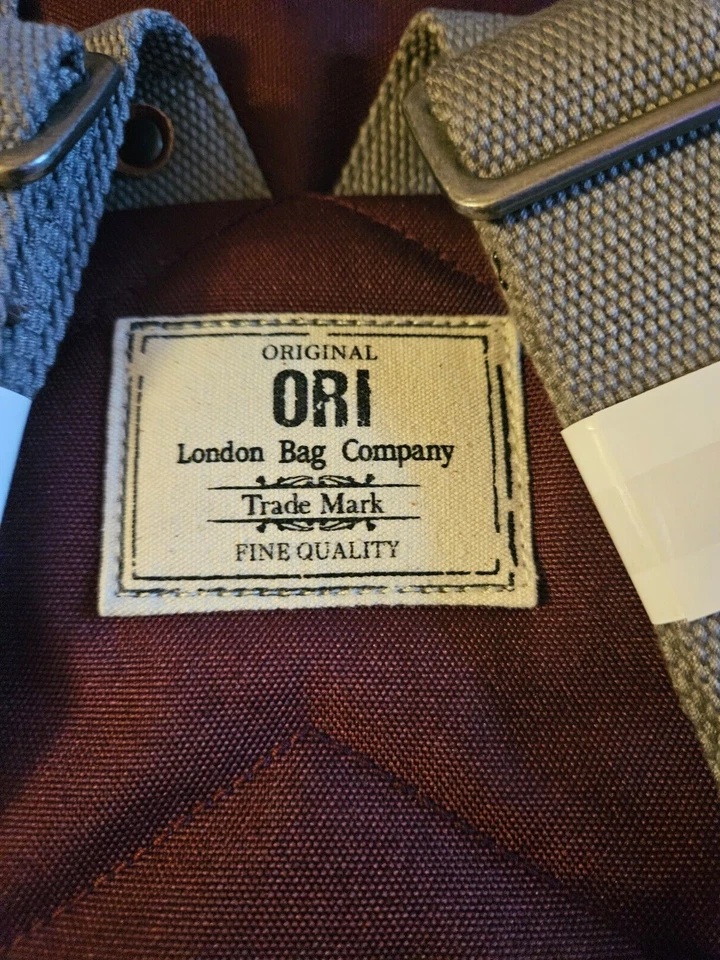 ORIGINAL
ORI
London Bag Company
Trade Mark
FINE QUALITY